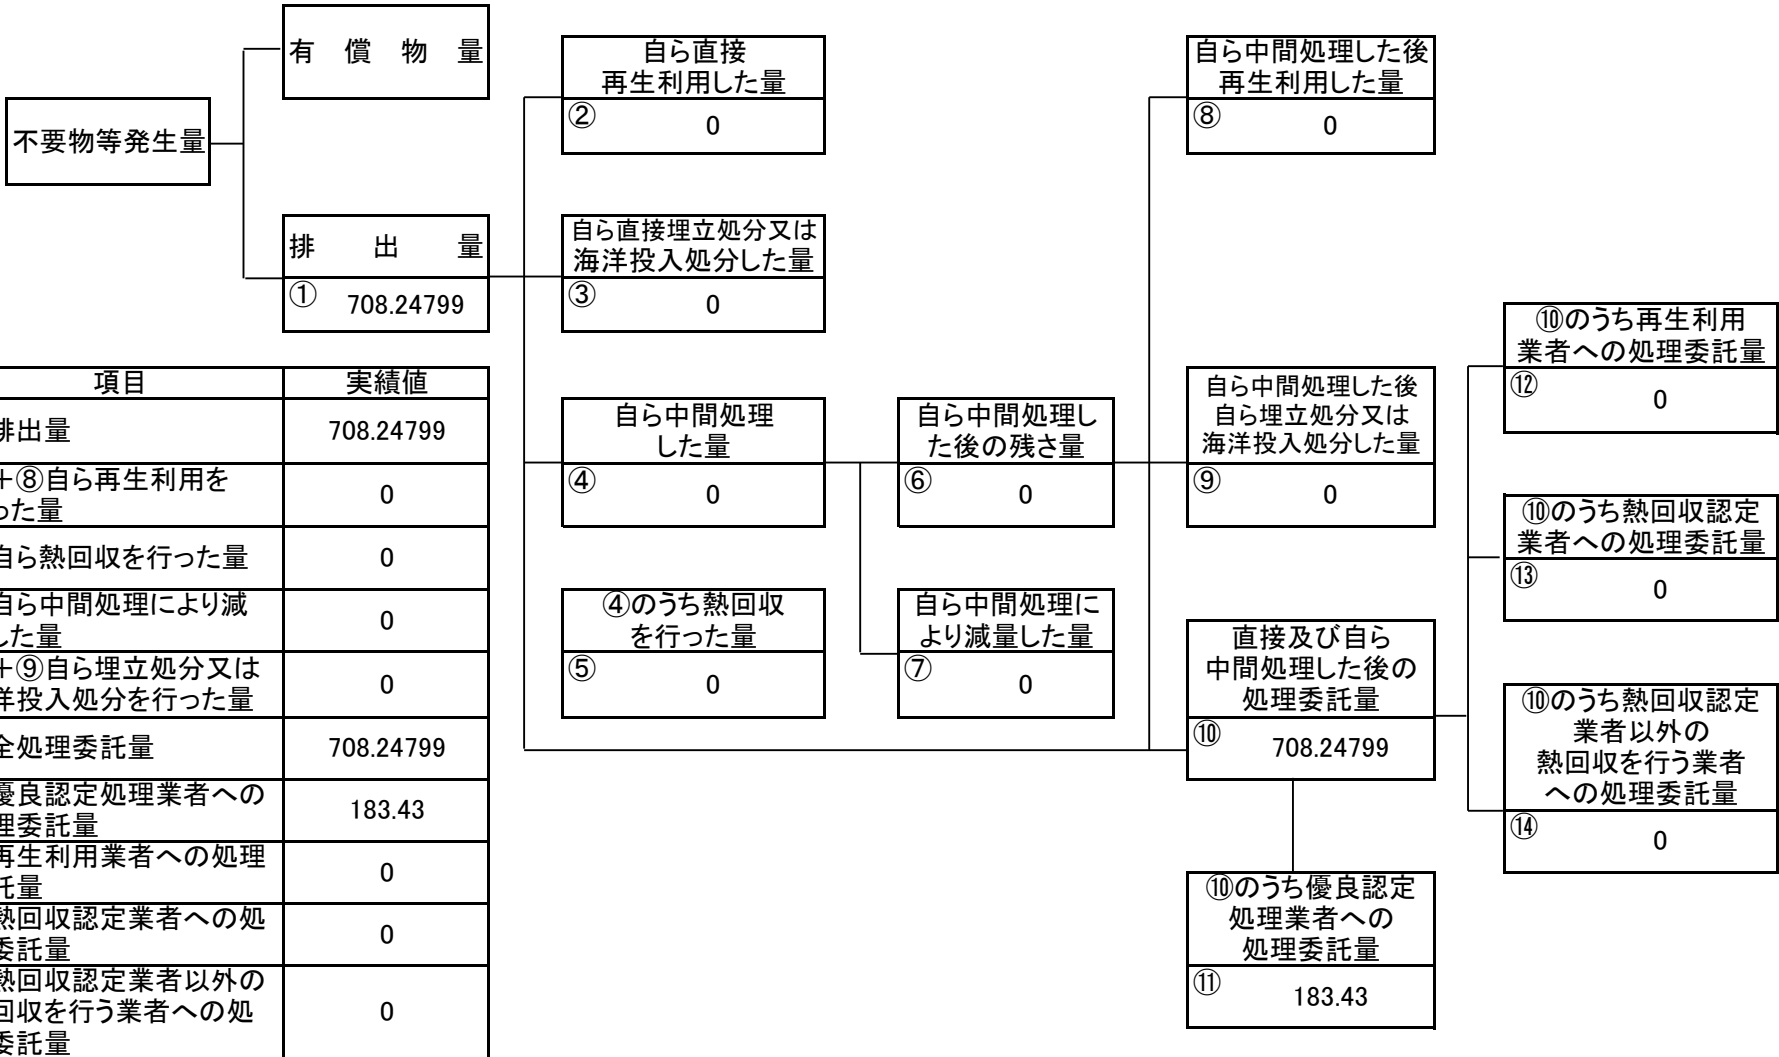 有償物量
不要物等発生量
排出量
① 708.24799
自ら直接
再生利用した量
② 0
自ら直接埋立処分又は
海洋投入処分した量
③ 0
自ら中間処理
した量
④ 0
④のうち熱回収
を行った量
⑤ 0
自ら中間処理し
た後の残さ量
⑥ 0
自ら中間処理に
より減量した量
⑦ 0
自ら中間処理した後
再生利用した量
⑧ 0
自ら中間処理した後
自ら埋立処分又は
海洋投入処分した量
⑨ 0
直接及び自ら
中間処理した後の
処理委託量
⑩ 708.24799
⑩のうち優良認定
処理業者への
処理委託量
⑪ 183.43
⑩のうち再生利用
業者への処理委託量
⑫ 0
⑩のうち熱回収認定
業者への処理委託量
⑬ 0
⑩のうち熱回収認定
業者以外の
熱回収を行う業者
への処理委託量
⑭ 0
項目 実績値
排出量 708.24799
+⑧自ら再生利用を
った量 0
自ら熱回収を行った量 0
自ら中間処理により減
した量 0
+⑨自ら埋立処分又は
洋投入処分を行った量 0
全処理委託量 708.24799
優良認定処理業者への
理委託量 183.43
再生利用業者への処理
託量 0
熱回収認定業者への処
委託量 0
熱回収認定業者以外の
回収を行う業者への処
委託量 0